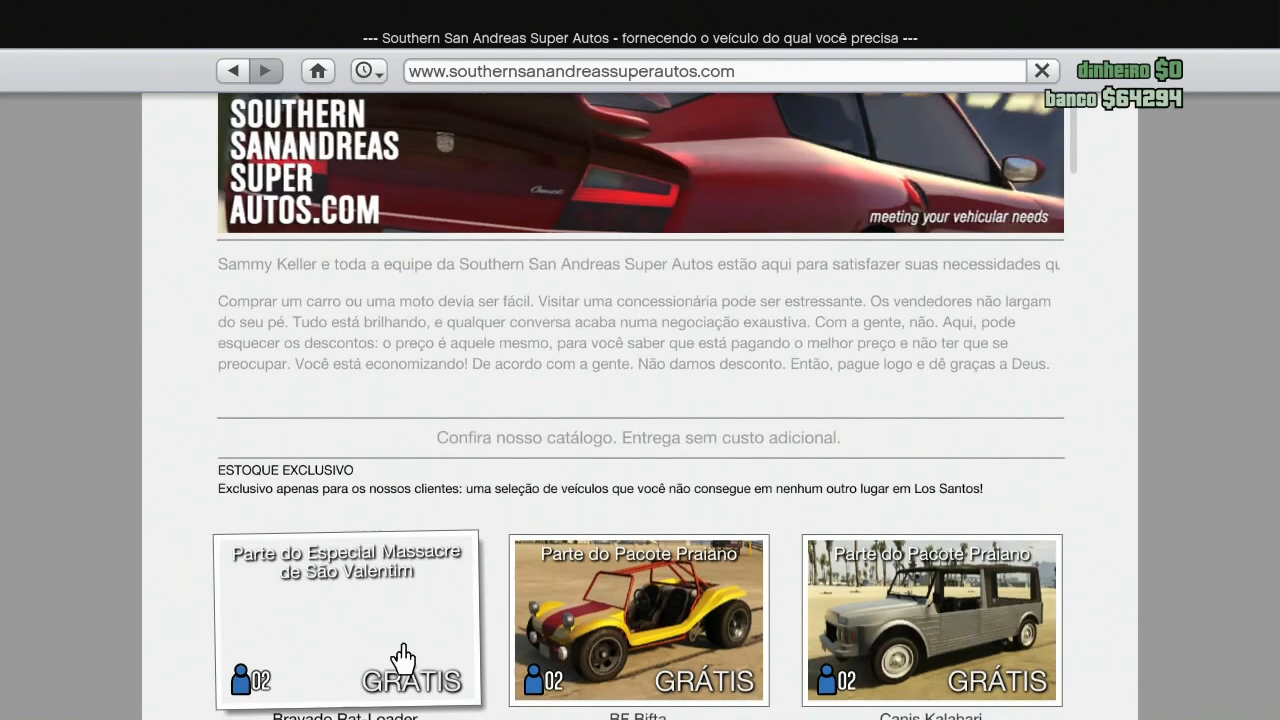 --- Southern San Andreas Super Autos - fornecendo o veículo do qual você precisa ---
www.southernsanandreassuperautos.com
dinheiro $0
banco $64294
SOUTHERN
SANANDREAS
SUPER
AUTOS.COM
meeting your vehicular needs
Sammy Keller e toda a equipe da Southern San Andreas Super Autos estão aqui para satisfazer suas necessidades qu
Comprar um carro ou uma moto devia ser fácil. Visitar uma concessionária pode ser estressante. Os vendedores não largam
do seu pé. Tudo está brilhando, e qualquer conversa acaba numa negociação exaustiva. Com a gente, não. Aqui, pode
esquecer os descontos: o preço é aquele mesmo, para você saber que está pagando o melhor preço e não ter que se
preocupar. Você está economizando! De acordo com a gente. Não damos desconto. Então, pague logo e dê graças a Deus.
Confira nosso catálogo. Entrega sem custo adicional.
ESTOQUE EXCLUSIVO
Exclusivo apenas para os nossos clientes: uma seleção de veículos que você não consegue em nenhum outro lugar em Los Santos!
Parte do Especial Massacre
de São Valentim
02 GRÁTIS
Bravado Rat-Loader
Parte do Pacote Praiano
02 GRÁTIS
BF Bifta
Parte do Pacote Praiano
02 GRÁTIS
Canis Kalahari